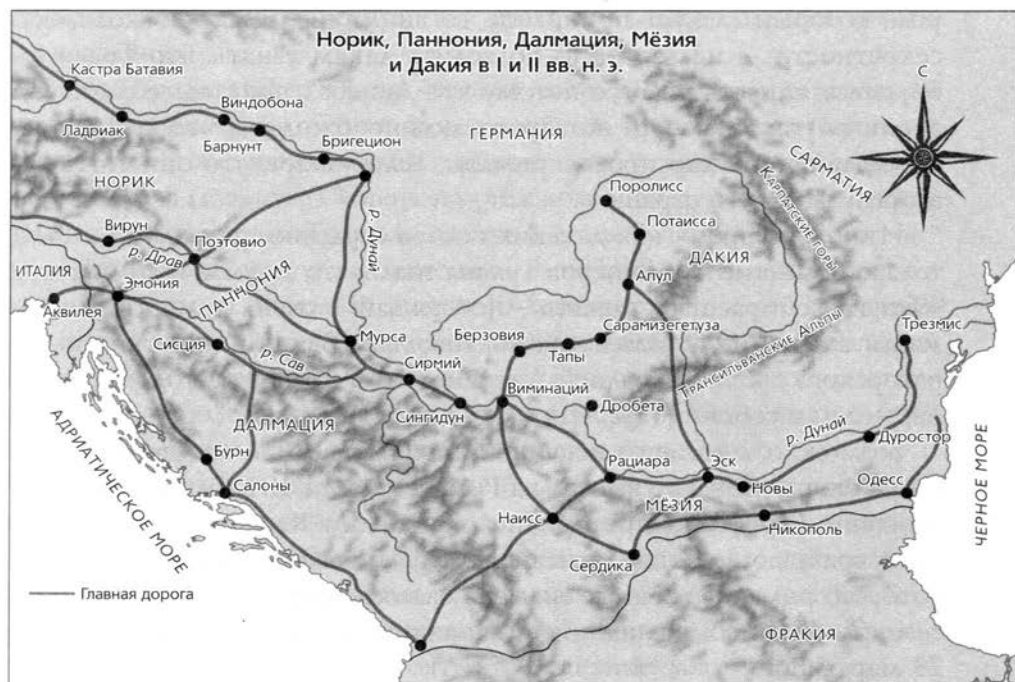 Норик, Паннония, Далмация, Мёзия
и Дакия в I и II вв. н. э.
С
Кастра Батавия
Ладриак
Виндобона
Барнунт
Бригецион
ГЕРМАНИЯ
САРМАТИЯ
КАРПАТСКИЕ ГОРЫ
НОРИК
Вирун
р. Драв
Поэтовио
р. Дунай
Поролисс
Потаисса
ДАКИЯ
Апул
ИТАЛИЯ
Эмония
ПАННОНИЯ
Аквилея
Сисция
р. Сав
Мурса
Сирмий
Берзовия
Тапы
Сарамизегетуза
ТРАНСИЛЬВАНСКИЕ АЛЬПЫ
Трезмис
Сингидун
Виминаций
Дробета
АДРИАТИЧЕСКОЕ МОРЕ
ДАЛМАЦИЯ
Бурн
Салоны
Рациара
Эск
р. Дунай
Дуростор
Новы
МЁЗИЯ
Одесс
ЧЕРНОЕ МОРЕ
Наисс
Никополь
Сердика
Главная дорога
ФРАКИЯ